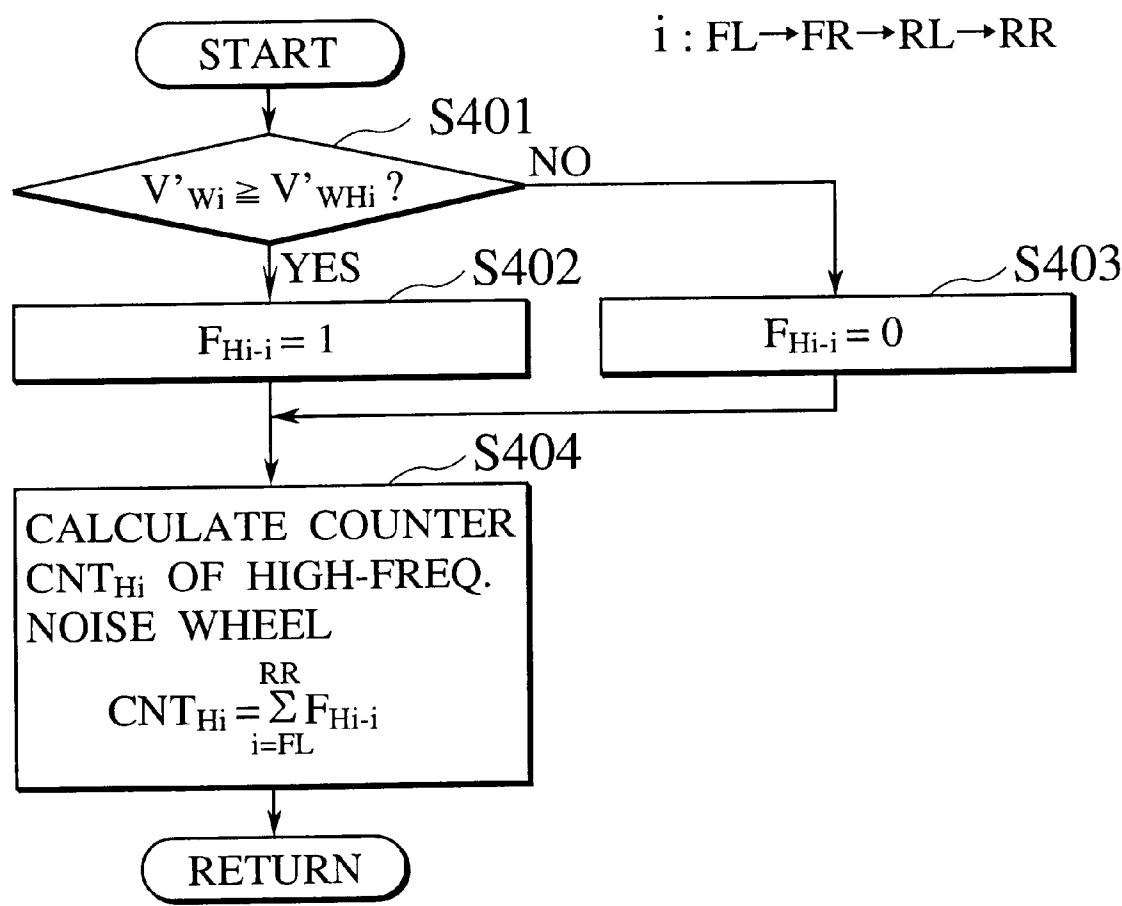 i : FL→FR→RL→RR
START
S401
V'Wi ≧ V'WHi ?
NO
YES
S402
FHi-i = 1
S403
FHi-i = 0
S404
CALCULATE COUNTER
CNTHi OF HIGH-FREQ.
NOISE WHEEL
RR
CNTHi = Σ FHi-i
i=FL
RETURN